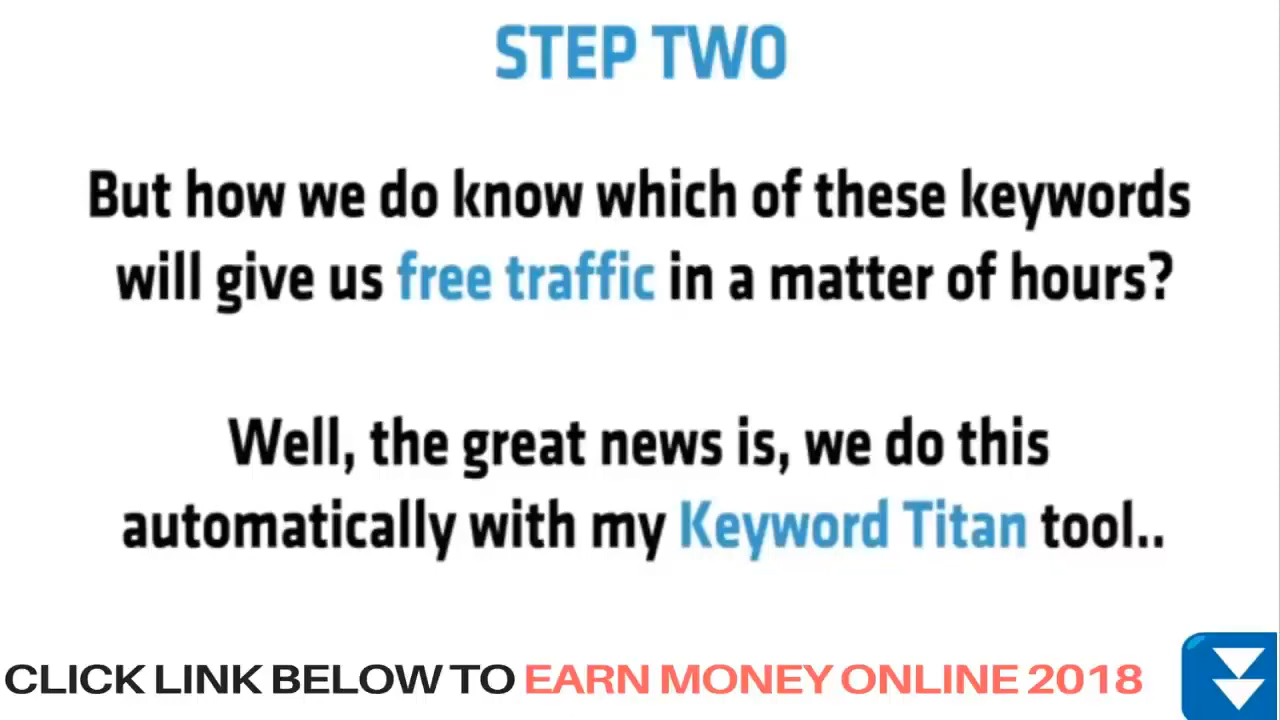 STEP TWO
But how we do know which of these keywords
will give us free traffic in a matter of hours?
Well, the great news is, we do this
automatically with my Keyword Titan tool..
CLICK LINK BELOW TO EARN MONEY ONLINE 2018